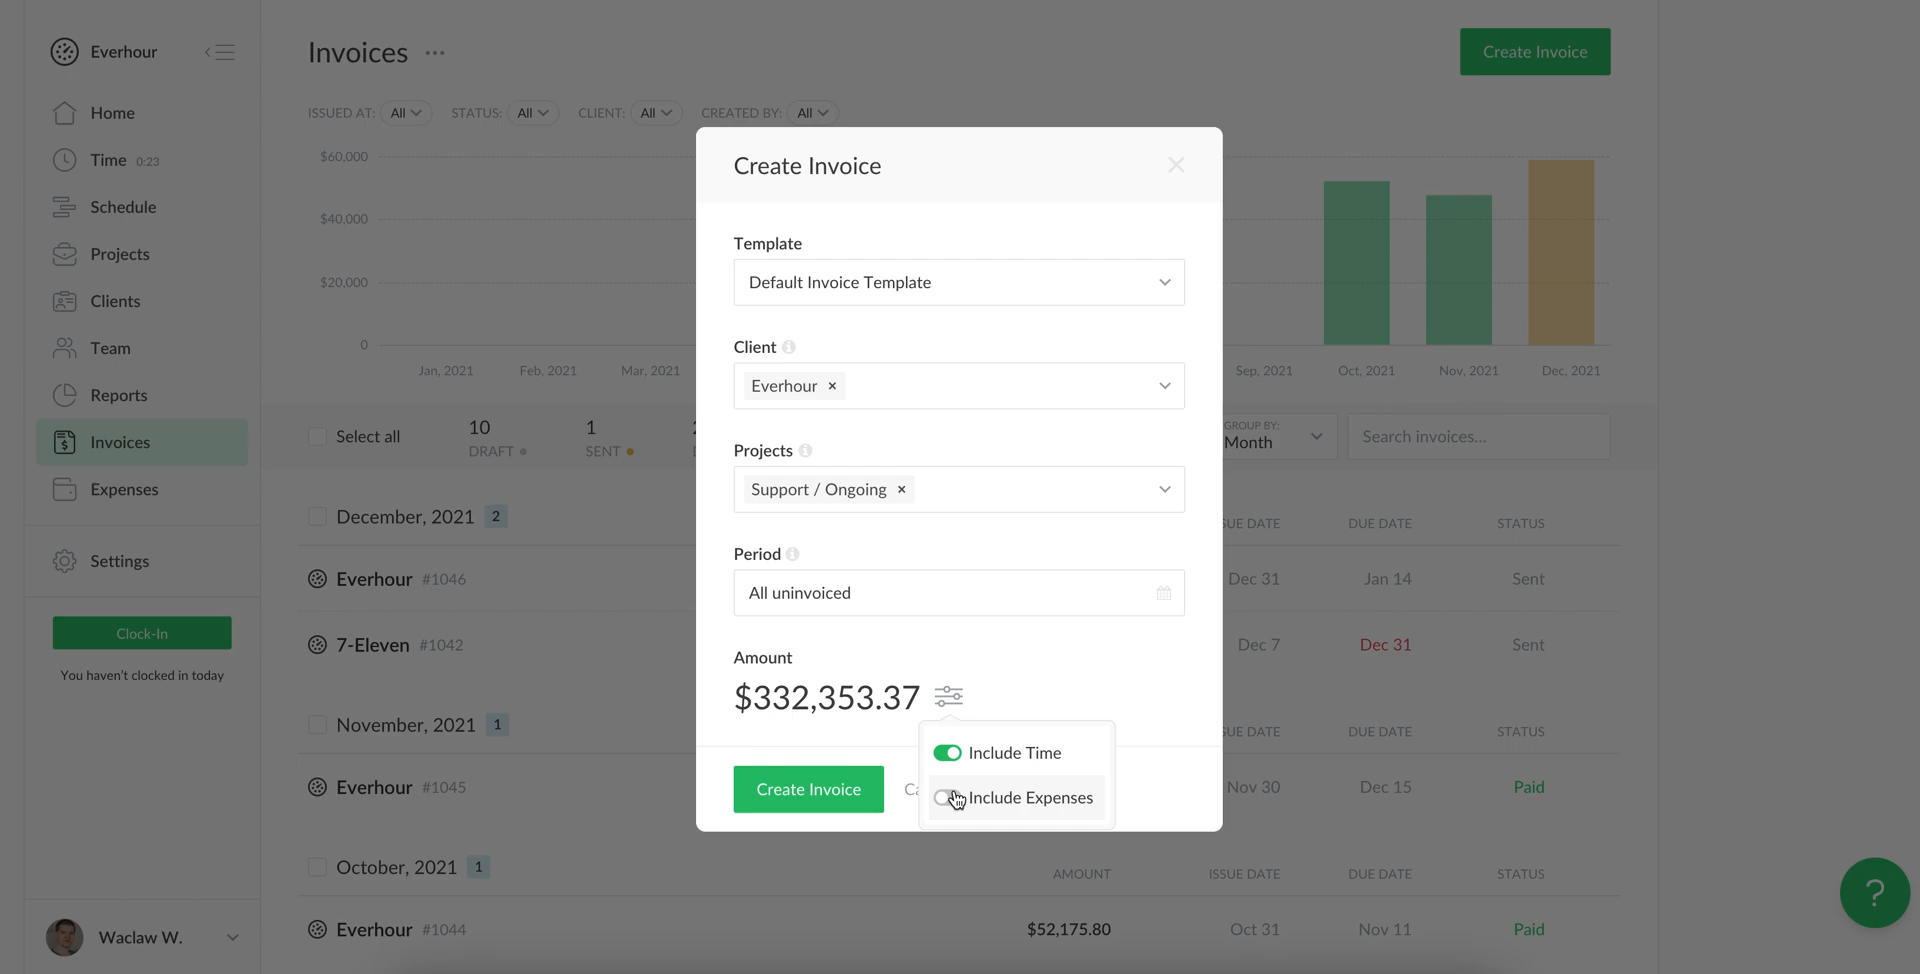 Everhour
Home
Time 0:23
Schedule
Projects
Clients
Team
Reports
Invoices
Expenses
Settings
Clock-In
You haven't clocked in today
Waclaw W.
Invoices
Create Invoice
ISSUED AT: All
STATUS: All
CLIENT: All
CREATED BY: All
$60,000
$40,000
$20,000
0
Jan, 2021
Feb, 2021
Mar, 2021
Sep, 2021
Oct, 2021
Nov, 2021
Dec, 2021
Select all
10
DRAFT
1
SENT
GROUP BY:
Month
Search invoices...
December, 2021 2
SUE DATE
DUE DATE
STATUS
Everhour #1046
Dec 31
Jan 14
Sent
7-Eleven #1042
Dec 7
Dec 31
Sent
November, 2021 1
SUE DATE
DUE DATE
STATUS
Everhour #1045
Nov 30
Dec 15
Paid
October, 2021 1
AMOUNT
ISSUE DATE
DUE DATE
STATUS
Everhour #1044
$52,175.80
Oct 31
Nov 11
Paid
Create Invoice
Template
Default Invoice Template
Client
Everhour ×
Projects
Support / Ongoing ×
Period
All uninvoiced
Amount
$332,353.37
Include Time
Include Expenses
Create Invoice
?